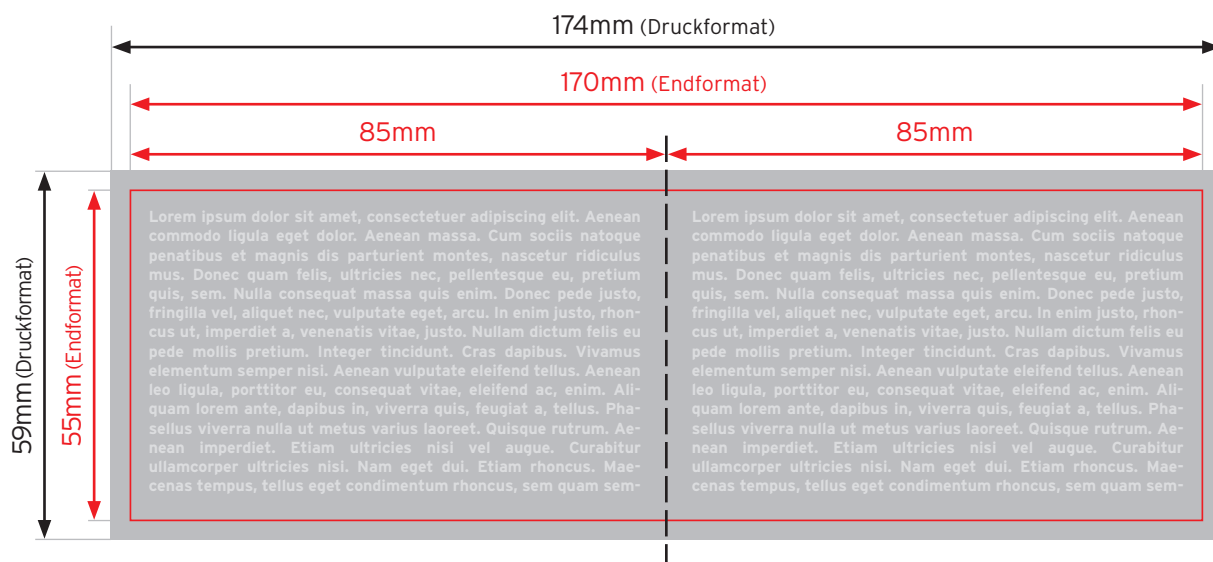 174mm (Druckformat)
170mm (Endformat)
85mm
85mm
59mm (Druckformat)
55mm (Endformat)
Lorem ipsum dolor sit amet, consectetuer adipiscing elit. Aenean
commodo ligula eget dolor. Aenean massa. Cum sociis natoque
penatibus et magnis dis parturient montes, nascetur ridiculus
mus. Donec quam felis, ultricies nec, pellentesque eu, pretium
quis, sem. Nulla consequat massa quis enim. Donec pede justo,
fringilla vel, aliquet nec, vulputate eget, arcu. In enim justo, rhon-
cus ut, imperdiet a, venenatis vitae, justo. Nullam dictum felis eu
pede mollis pretium. Integer tincidunt. Cras dapibus. Vivamus
elementum semper nisi. Aenean vulputate eleifend tellus. Aenean
leo ligula, porttitor eu, consequat vitae, eleifend ac, enim. Ali-
quam lorem ante, dapibus in, viverra quis, feugiat a, tellus. Pha-
sellus viverra nulla ut metus varius laoreet. Quisque rutrum. Ae-
nean imperdiet. Etiam ultricies nisi vel augue. Curabitur
ullamcorper ultricies nisi. Nam eget dui. Etiam rhoncus. Mae-
cenas tempus, tellus eget condimentum rhoncus, sem quam sem-
Lorem ipsum dolor sit amet, consectetuer adipiscing elit. Aenean
commodo ligula eget dolor. Aenean massa. Cum sociis natoque
penatibus et magnis dis parturient montes, nascetur ridiculus
mus. Donec quam felis, ultricies nec, pellentesque eu, pretium
quis, sem. Nulla consequat massa quis enim. Donec pede justo,
fringilla vel, aliquet nec, vulputate eget, arcu. In enim justo, rhon-
cus ut, imperdiet a, venenatis vitae, justo. Nullam dictum felis eu
pede mollis pretium. Integer tincidunt. Cras dapibus. Vivamus
elementum semper nisi. Aenean vulputate eleifend tellus. Aenean
leo ligula, porttitor eu, consequat vitae, eleifend ac, enim. Ali-
quam lorem ante, dapibus in, viverra quis, feugiat a, tellus. Pha-
sellus viverra nulla ut metus varius laoreet. Quisque rutrum. Ae-
nean imperdiet. Etiam ultricies nisi vel augue. Curabitur
ullamcorper ultricies nisi. Nam eget dui. Etiam rhoncus. Mae-
cenas tempus, tellus eget condimentum rhoncus, sem quam sem-